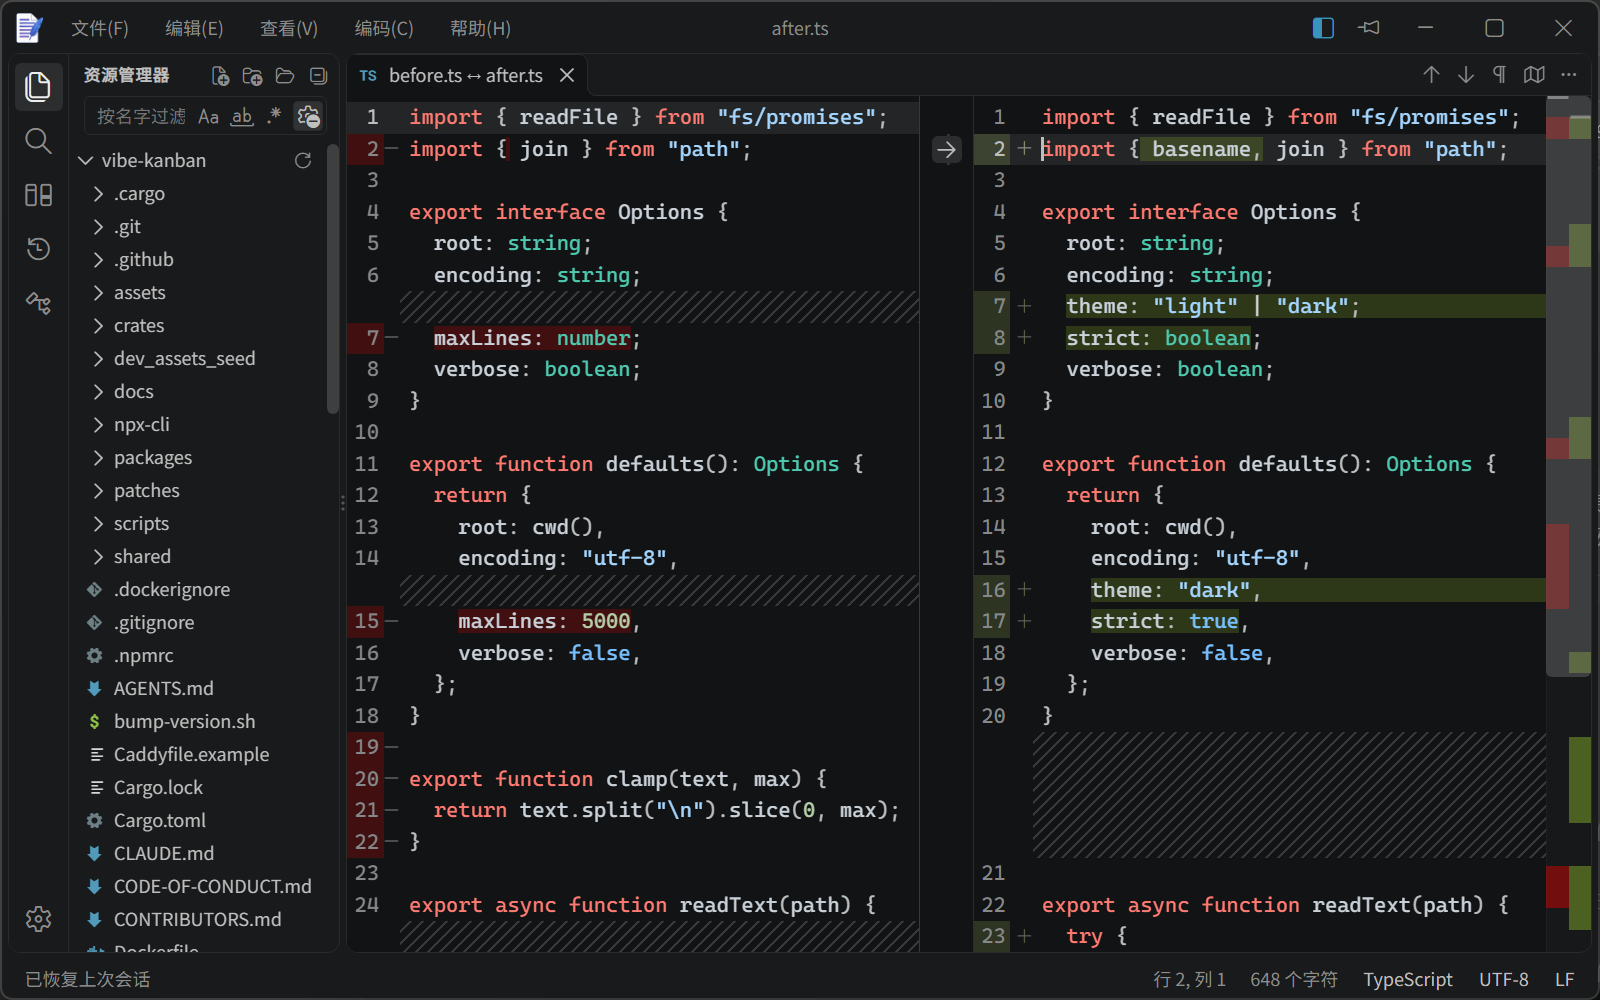 文件(F) 编辑(E) 查看(V) 编码(C) 帮助(H) after.ts
资源管理器
按名字过滤 Aa ab .*
vibe-kanban
.cargo
.git
.github
assets
crates
dev_assets_seed
docs
npx-cli
packages
patches
scripts
shared
.dockerignore
.gitignore
.npmrc
AGENTS.md
$ bump-version.sh
Caddyfile.example
Cargo.lock
Cargo.toml
CLAUDE.md
CODE-OF-CONDUCT.md
CONTRIBUTORS.md
Dockerfile
TS before.ts ↔ after.ts
1 import { readFile } from "fs/promises";
2 − import { join } from "path";
3
4 export interface Options {
5 root: string;
6 encoding: string;
7 − maxLines: number;
8 verbose: boolean;
9 }
10
11 export function defaults(): Options {
12 return {
13 root: cwd(),
14 encoding: "utf-8",
15 − maxLines: 5000,
16 verbose: false,
17 };
18 }
19 −
20 − export function clamp(text, max) {
21 − return text.split("\n").slice(0, max);
22 − }
23
24 export async function readText(path) {
1 import { readFile } from "fs/promises";
2 + import { basename, join } from "path";
3
4 export interface Options {
5 root: string;
6 encoding: string;
7 + theme: "light" | "dark";
8 + strict: boolean;
9 verbose: boolean;
10 }
11
12 export function defaults(): Options {
13 return {
14 root: cwd(),
15 encoding: "utf-8",
16 + theme: "dark",
17 + strict: true,
18 verbose: false,
19 };
20 }
21
22 export async function readText(path) {
23 + try {
已恢复上次会话
行 2, 列 1 648 个字符 TypeScript UTF-8 LF